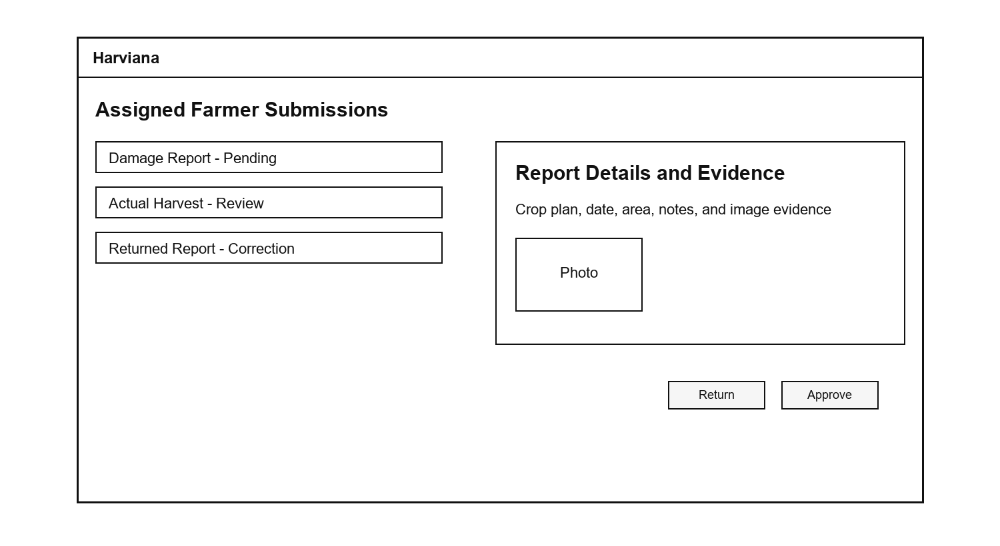 Harviana
Assigned Farmer Submissions
Damage Report - Pending
Actual Harvest - Review
Returned Report - Correction
Report Details and Evidence
Crop plan, date, area, notes, and image evidence
Photo
Return
Approve